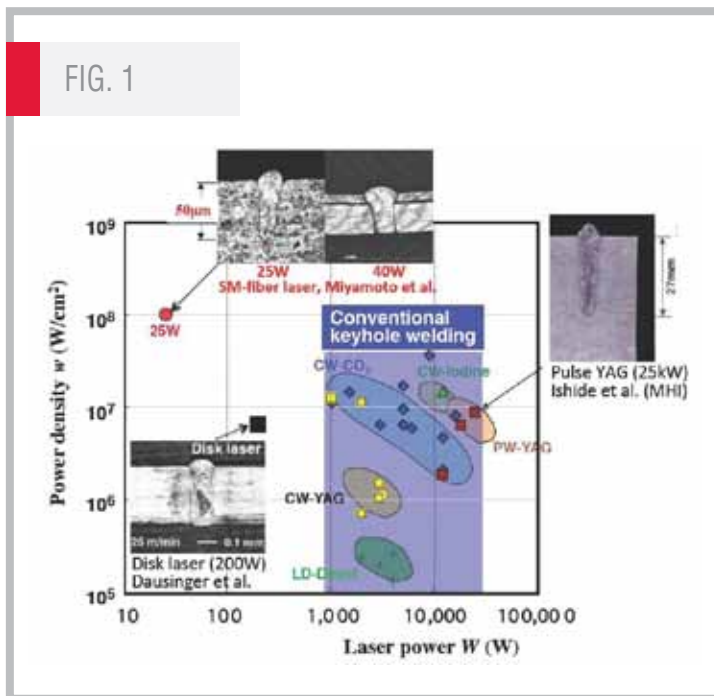 FIG. 1
50μm
25W 40W
SM-fiber laser, Miyamoto et al.
10⁹
10⁸
10⁷
10⁶
10⁵
Power density w (W/cm²)
25W
Conventional
keyhole welding
CW-CO₂
CW-Iodine
27mm
Pulse YAG (25kW)
Ishide et al. (MHI)
PW-YAG
Disk laser
CW-YAG
25 m/min 0.1 mm
Disk laser (200W)
Dausinger et al.
LD-Direct
10 100 1,000 10,000 100,000
Laser power W (W)